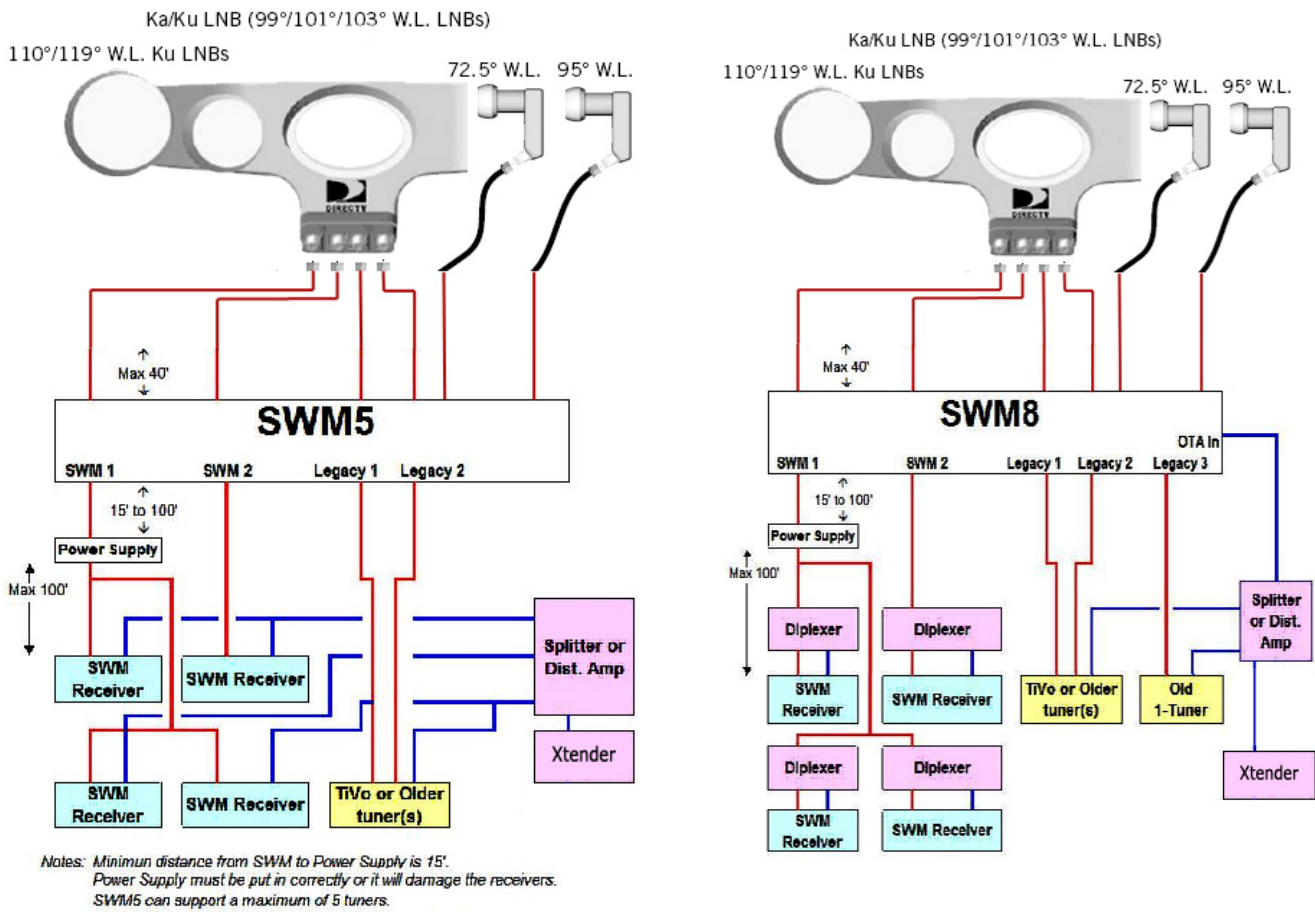 Ka/Ku LNB (99°/101°/103° W.L. LNBs)
110°/119° W.L. Ku LNBs
72.5° W.L.
95° W.L.
DIRECTV
Max 40'
SWM5
SWM 1
SWM 2
Legacy 1
Legacy 2
15' to 100'
Power Supply
Max 100'
SWM
Receiver
SWM Receiver
Splitter or
Dist. Amp
Xtender
SWM
Receiver
SWM Receiver
TiVo or Older
tuner(s)
Notes: Minimun distance from SWM to Power Supply is 15'.
Power Supply must be put in correctly or it will damage the receivers.
SWM5 can support a maximum of 5 tuners.
Ka/Ku LNB (99°/101°/103° W.L. LNBs)
110°/119° W.L. Ku LNBs
72.5° W.L.
95° W.L.
DIRECTV
Max 40'
SWM8
OTA In
SWM 1
SWM 2
Legacy 1
Legacy 2
Legacy 3
15' to 100'
Power Supply
Max 100'
Diplexer
Diplexer
Splitter
or Dist.
Amp
SWM
Receiver
SWM Receiver
TiVo or Older
tuner(s)
Old
1-Tuner
Diplexer
Diplexer
Xtender
SWM
Receiver
SWM Receiver